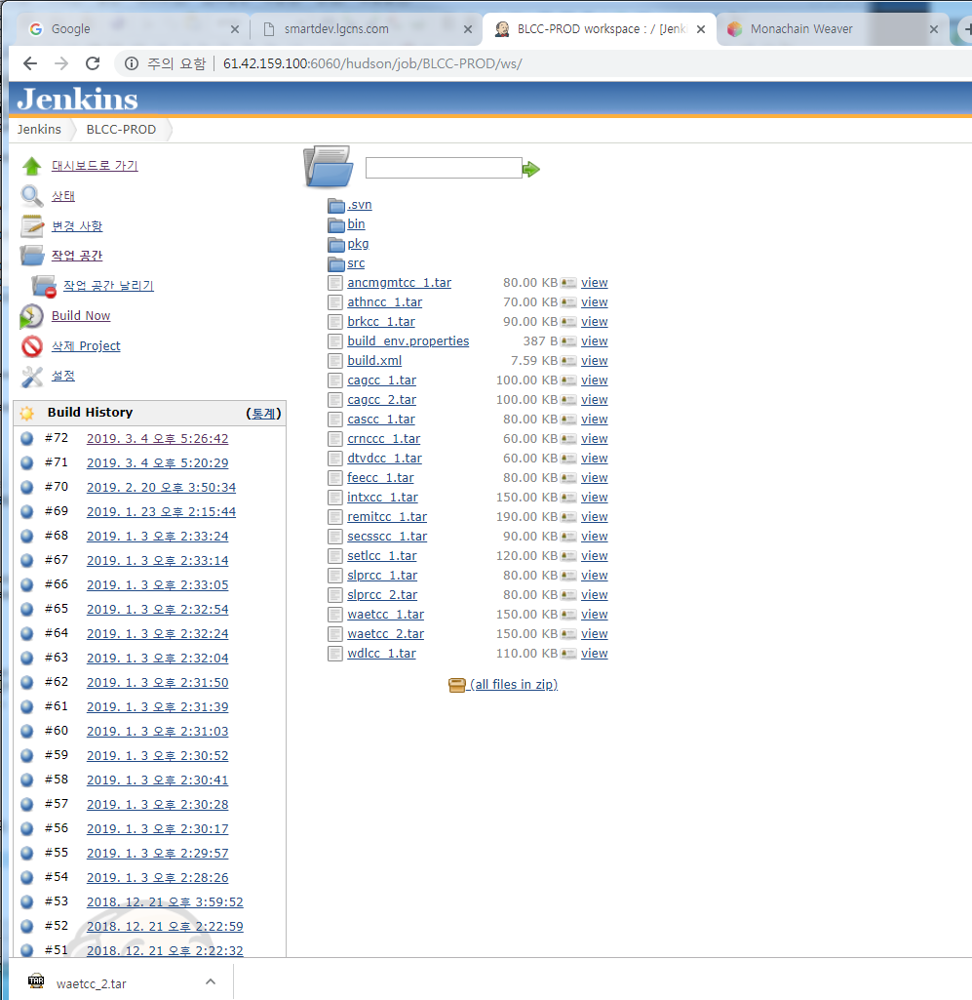 Google
smartdev.lgcns.com
BLCC-PROD workspace : / [Jenki
Monachain Weaver
주의 요함
61.42.159.100:6060/hudson/job/BLCC-PROD/ws/
Jenkins
Jenkins
BLCC-PROD
대시보드로 가기
상태
변경 사항
작업 공간
작업 공간 날리기
Build Now
삭제 Project
설정
Build History (통계)
#72 2019. 3. 4 오후 5:26:42
#71 2019. 3. 4 오후 5:20:29
#70 2019. 2. 20 오후 3:50:34
#69 2019. 1. 23 오후 2:15:44
#68 2019. 1. 3 오후 2:33:24
#67 2019. 1. 3 오후 2:33:14
#66 2019. 1. 3 오후 2:33:05
#65 2019. 1. 3 오후 2:32:54
#64 2019. 1. 3 오후 2:32:24
#63 2019. 1. 3 오후 2:32:04
#62 2019. 1. 3 오후 2:31:50
#61 2019. 1. 3 오후 2:31:39
#60 2019. 1. 3 오후 2:31:03
#59 2019. 1. 3 오후 2:30:52
#58 2019. 1. 3 오후 2:30:41
#57 2019. 1. 3 오후 2:30:28
#56 2019. 1. 3 오후 2:30:17
#55 2019. 1. 3 오후 2:29:57
#54 2019. 1. 3 오후 2:28:26
#53 2018. 12. 21 오후 3:59:52
#52 2018. 12. 21 오후 2:22:59
#51 2018. 12. 21 오후 2:22:32
.svn
bin
pkg
src
ancmgmtcc_1.tar 80.00 KB view
athncc_1.tar 70.00 KB view
brkcc_1.tar 90.00 KB view
build_env.properties 387 B view
build.xml 7.59 KB view
cagcc_1.tar 100.00 KB view
cagcc_2.tar 100.00 KB view
cascc_1.tar 80.00 KB view
crnccc_1.tar 60.00 KB view
dtvdcc_1.tar 60.00 KB view
feecc_1.tar 80.00 KB view
intxcc_1.tar 150.00 KB view
remitcc_1.tar 190.00 KB view
secsscc_1.tar 90.00 KB view
setlcc_1.tar 120.00 KB view
slprcc_1.tar 80.00 KB view
slprcc_2.tar 80.00 KB view
waetcc_1.tar 150.00 KB view
waetcc_2.tar 150.00 KB view
wdlcc_1.tar 110.00 KB view
(all files in zip)
TAR
waetcc_2.tar